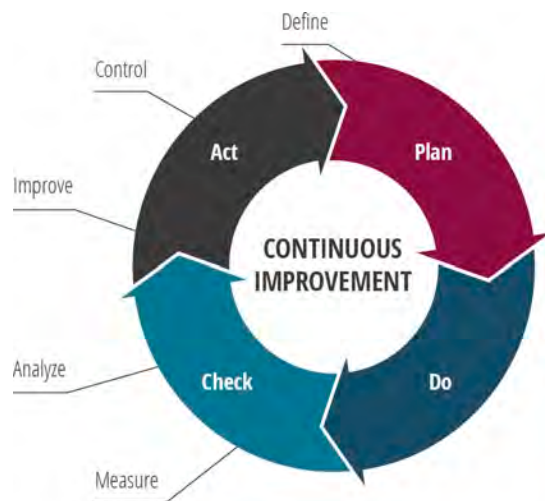 Define
Control
Act
Plan
Improve
CONTINUOUS
IMPROVEMENT
Analyze
Check
Do
Measure